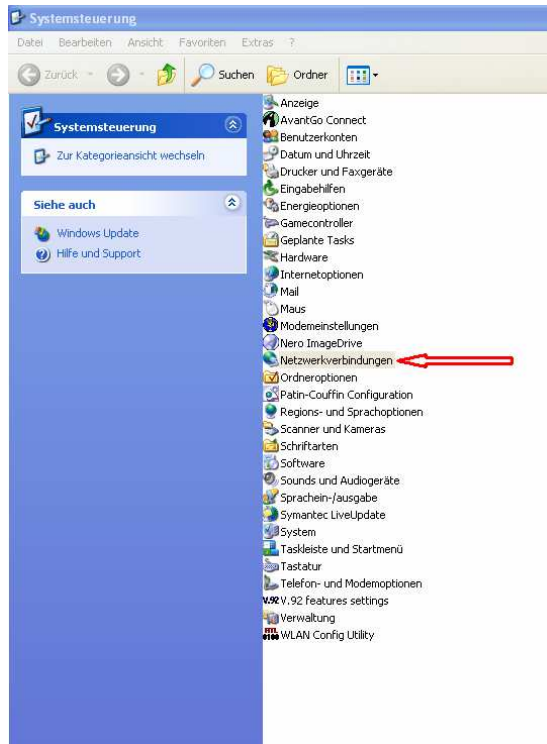 Systemsteuerung
Datei Bearbeiten Ansicht Favoriten Extras ?
Zurück Suchen Ordner
Systemsteuerung
Zur Kategorieansicht wechseln
Siehe auch
Windows Update
Hilfe und Support
Anzeige
AvantGo Connect
Benutzerkonten
Datum und Uhrzeit
Drucker und Faxgeräte
Eingabehilfen
Energieoptionen
Gamecontroller
Geplante Tasks
Hardware
Internetoptionen
Mail
Maus
Modemeinstellungen
Nero ImageDrive
Netzwerkverbindungen
Ordneroptionen
Patin-Couffin Configuration
Regions- und Sprachoptionen
Scanner und Kameras
Schriftarten
Software
Sounds und Audiogeräte
Sprachein-/ausgabe
Symantec LiveUpdate
System
Taskleiste und Startmenü
Tastatur
Telefon- und Modemoptionen
V.92 V.92 features settings
Verwaltung
WLAN Config Utility